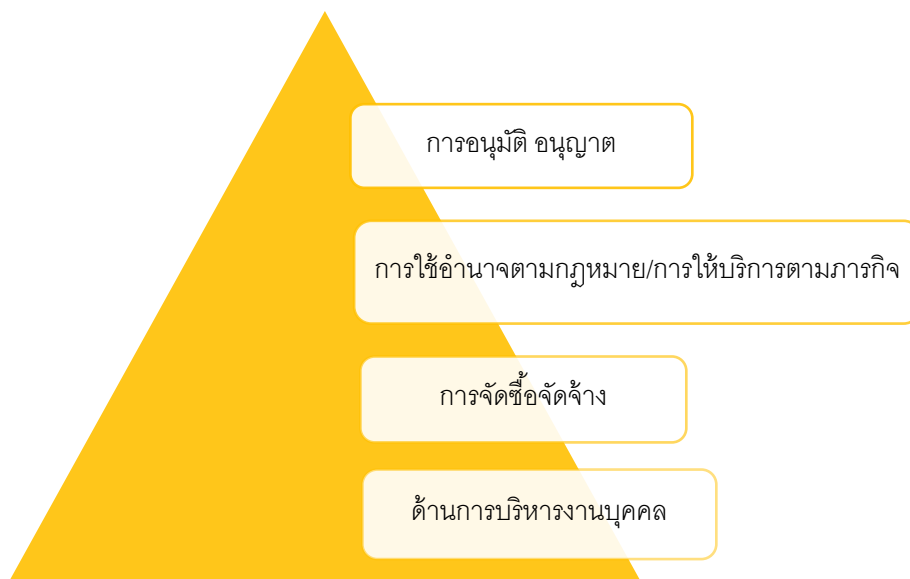 การอนุมัติ อนุญาต
การใช้อำนาจตามกฎหมาย/การให้บริการตามภารกิจ
การจัดซื้อจัดจ้าง
ด้านการบริหารงานบุคคล